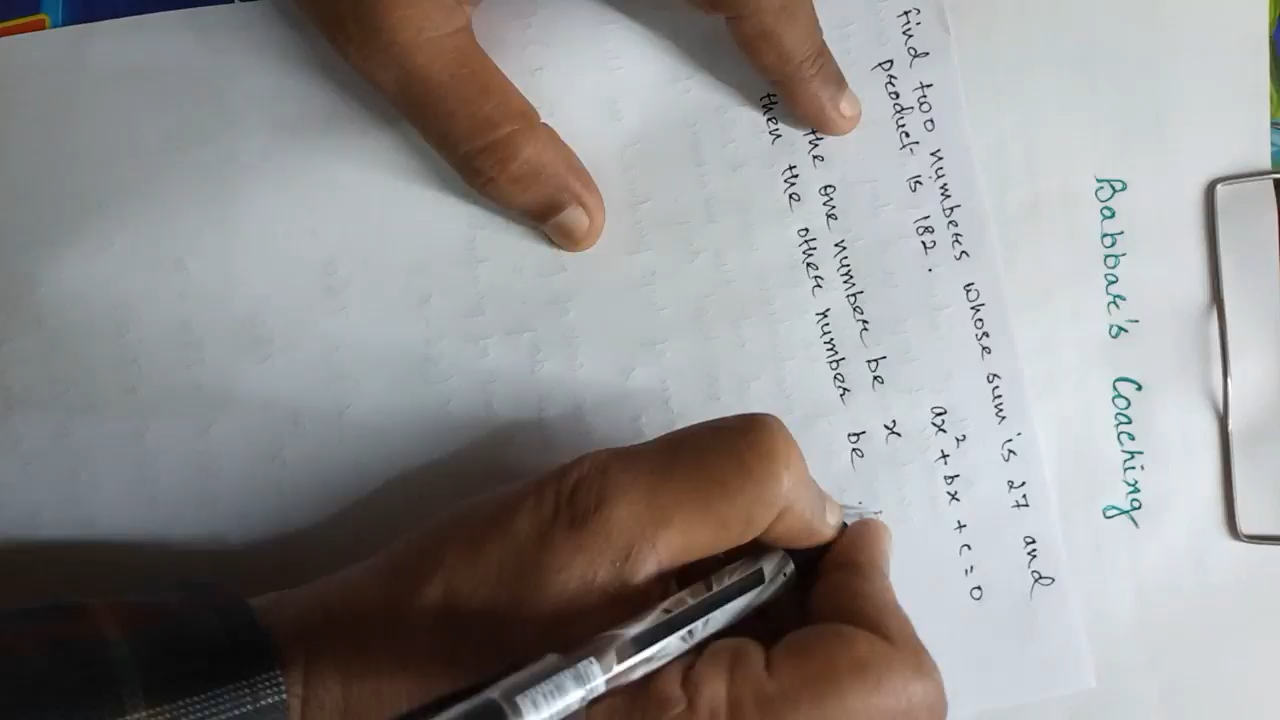 Babbar's Coaching
find two numbers whose sum is 27 and
product is 182.
ax² + bx + c = 0
the one number be x
then the other number be